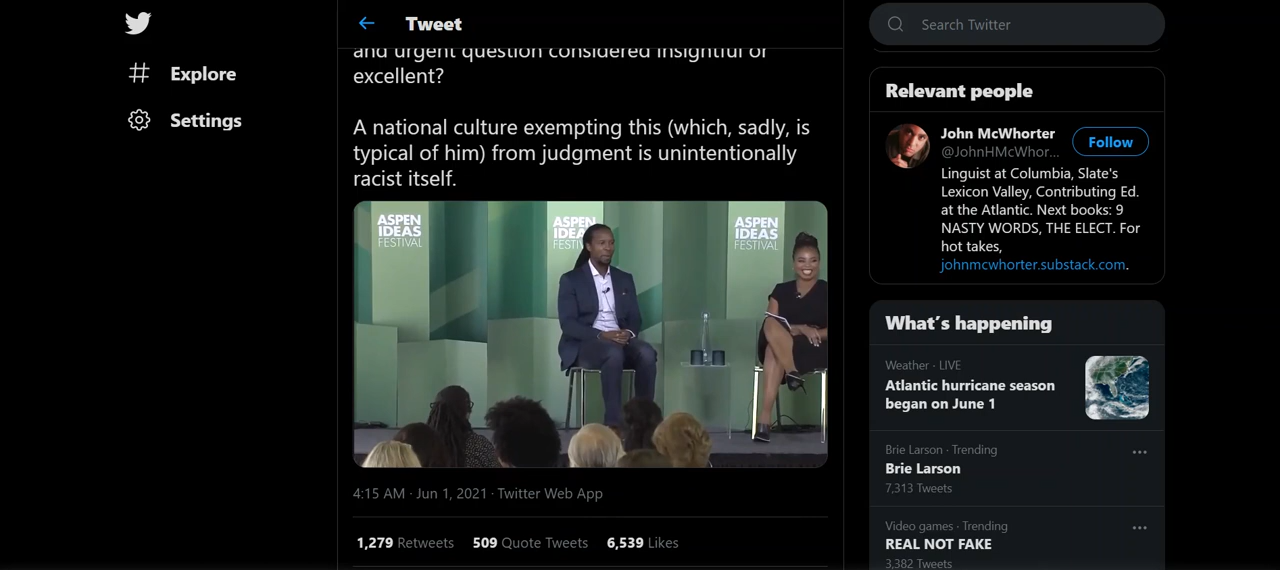 Tweet
Search Twitter
Explore
Settings
and urgent question considered insightful or
excellent?
A national culture exempting this (which, sadly, is
typical of him) from judgment is unintentionally
racist itself.
ASPEN
IDEAS
FESTIVAL
ASPEN
IDEAS
FESTIVAL
ASPEN
IDEAS
FESTIVAL
4:15 AM · Jun 1, 2021 · Twitter Web App
1,279 Retweets 509 Quote Tweets 6,539 Likes
Relevant people
John McWhorter
@JohnHMcWhor...
Follow
Linguist at Columbia, Slate's
Lexicon Valley, Contributing Ed.
at the Atlantic. Next books: 9
NASTY WORDS, THE ELECT. For
hot takes,
johnmcwhorter.substack.com.
What's happening
Weather · LIVE
Atlantic hurricane season
began on June 1
Brie Larson · Trending
Brie Larson
7,313 Tweets
Video games · Trending
REAL NOT FAKE
3,382 Tweets